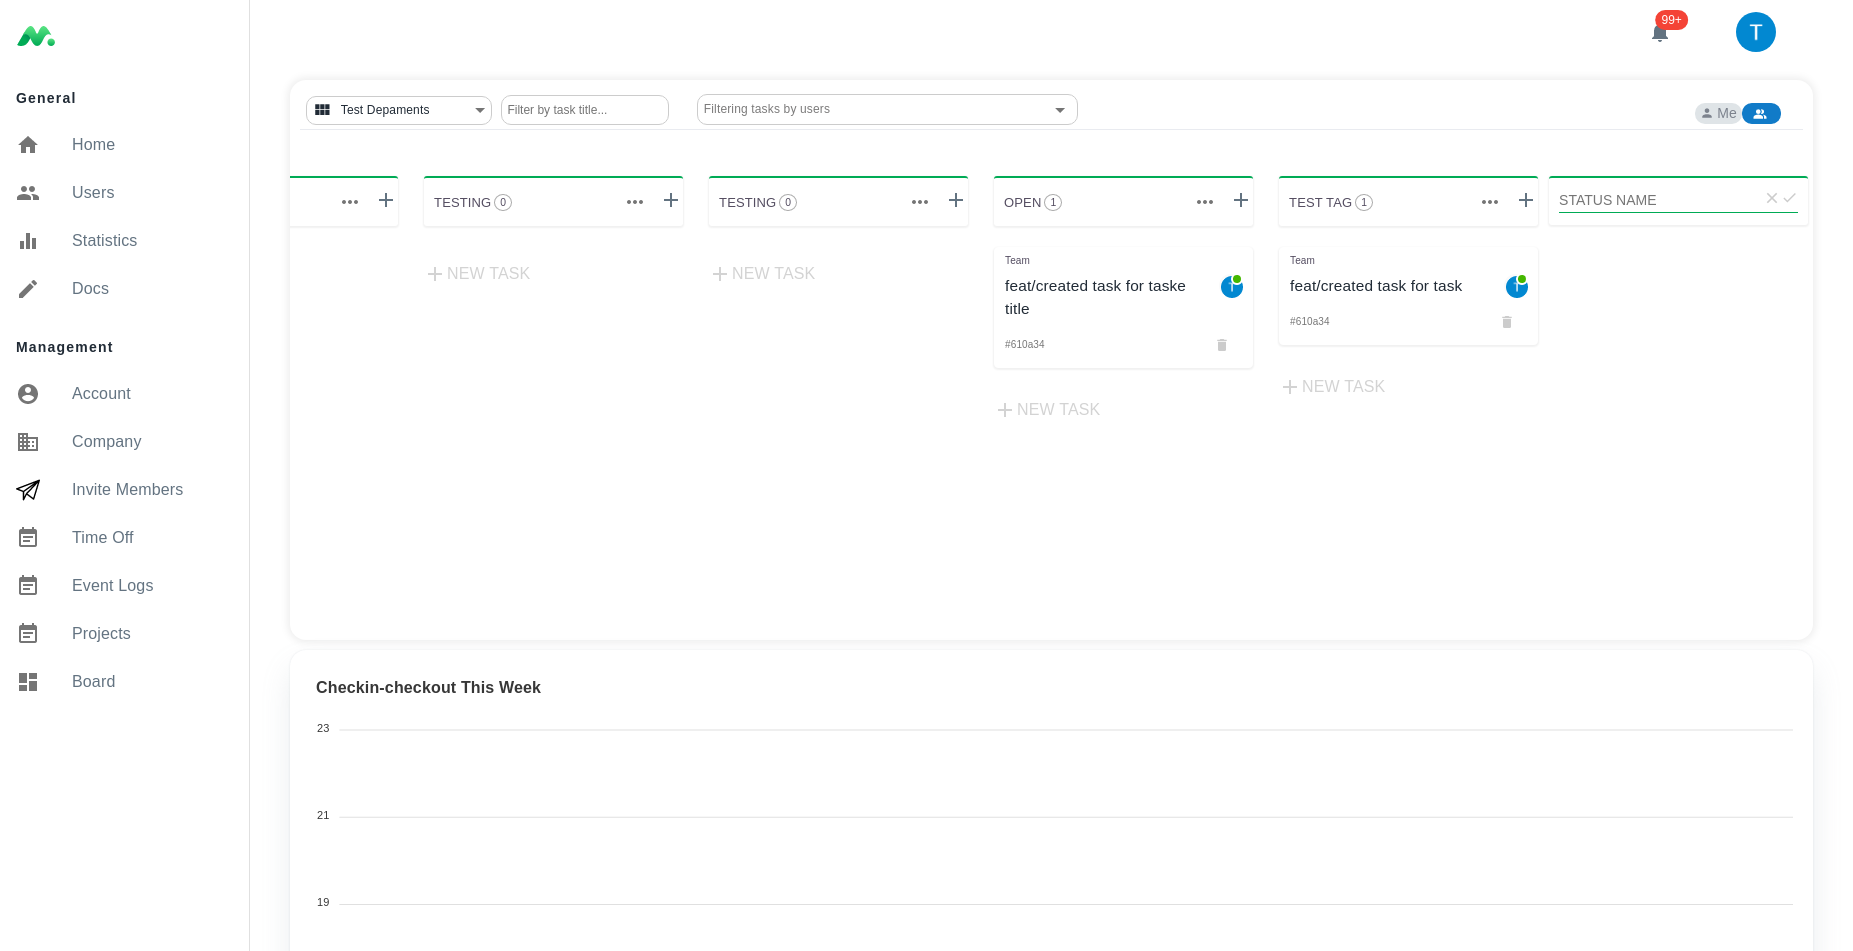 99+
T
General
Home
Users
Statistics
Docs
Management
Account
Company
Invite Members
Time Off
Event Logs
Projects
Board
Test Depaments
Filter by task title...
Filtering tasks by users
Me
TESTING 0
TESTING 0
OPEN 1
TEST TAG 1
STATUS NAME
NEW TASK
NEW TASK
Team
feat/created task for taske
title
T
#610a34
NEW TASK
Team
feat/created task for task
T
#610a34
NEW TASK
Checkin-checkout This Week
23
21
19